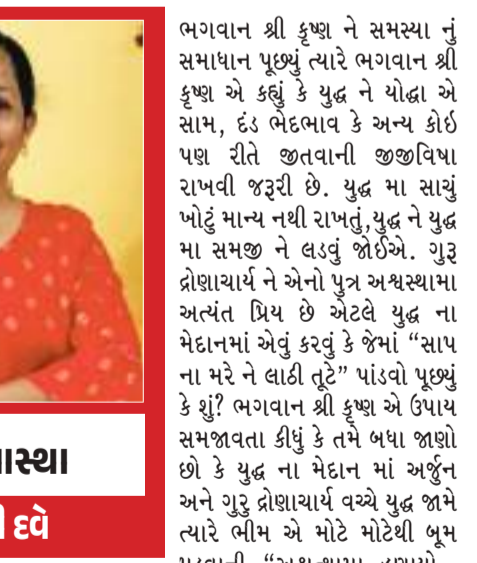 ભગવાન શ્રી કૃષ્ણ ને સમસ્યા નું
સમાધાન પૂછ્યું ત્યારે ભગવાન શ્રી
કૃષ્ણ એ કહ્યું કે યુદ્ધ ને યોદ્ધા એ
સામ, દંડ ભેદભાવ કે અન્ય કોઇ
પણ રીતે જીતવાની જીજીવિષા
રાખવી જરૂરી છે. યુદ્ધ મા સાચું
ખોટું માન્ય નથી રાખતું,યુદ્ધ ને યુદ્ધ
મા સમજી ને લડવું જોઈએ. ગુરૂ
દ્રોણાચાર્ય ને એનો પુત્ર અશ્વસ્થામા
અત્યંત પ્રિય છે એટલે યુદ્ધ ના
મેદાનમાં એવું કરવું કે જેમાં “સાપ
ના મરે ને લાઠી તૂટે” પાંડવો પૂછ્યું
કે શું? ભગવાન શ્રી કૃષ્ણ એ ઉપાય
સમજાવતા કીધું કે તમે બધા જાણો
છો કે યુદ્ધ ના મેદાન માં અર્જુન
અને ગુરુ દ્રોણાચાર્ય વચ્ચે યુદ્ધ જામે
ત્યારે ભીમ એ મોટે મોટેથી બૂમ
દવે